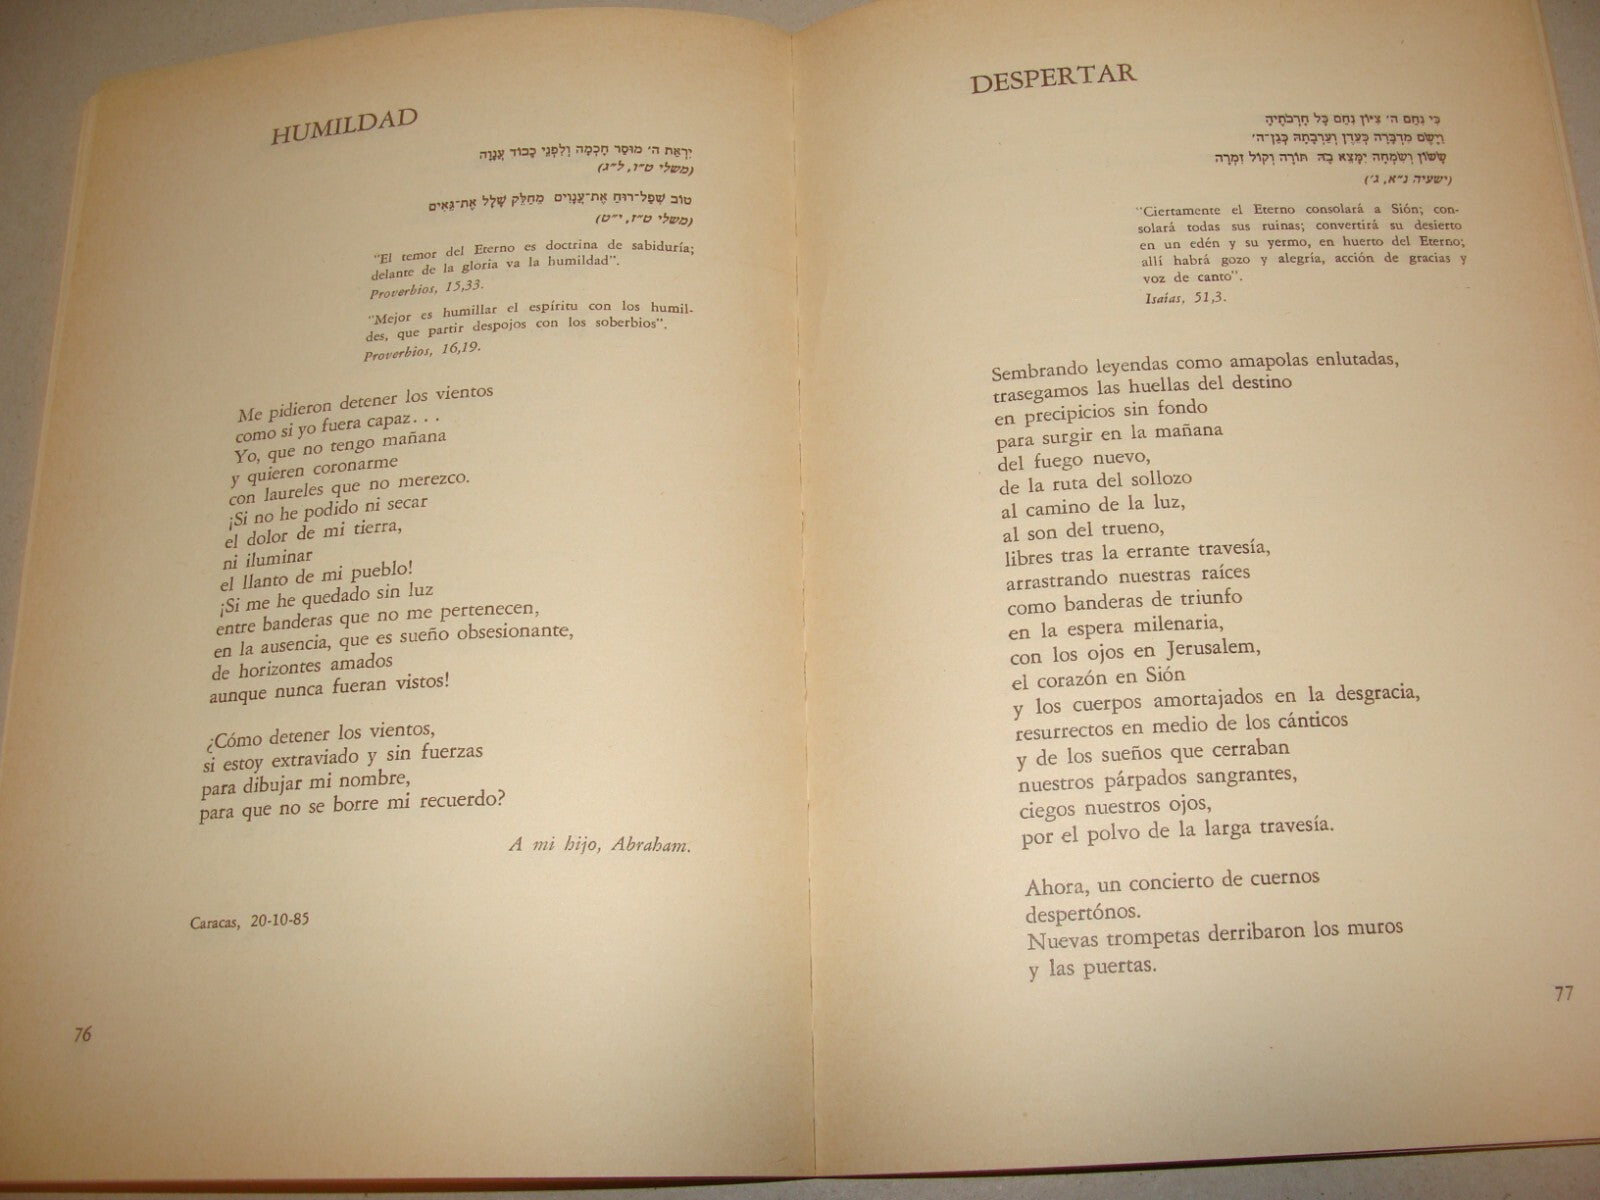 HUMILDAD
יִרְאַת ה׳ מוּסַר חָכְמָה וְלִפְנֵי כָבוֹד עֲנָוָה
(משלי ט״ו, ל״ג)
טוֹב שְׁפַל־רוּחַ אֶת־עֲנָוִים מֵחַלֵּק שָׁלָל אֶת־גֵּאִים
(משלי ט״ז, י״ט)
"El temor del Eterno es doctrina de sabiduría;
delante de la gloria va la humildad".
Proverbios, 15,33.
"Mejor es humillar el espíritu con los humil-
des, que partir despojos con los soberbios".
Proverbios, 16,19.
Me pidieron detener los vientos
como si yo fuera capaz...
Yo, que no tengo mañana
y quieren coronarme
con laureles que no merezco.
¡Si no he podido ni secar
el dolor de mi tierra,
ni iluminar
el llanto de mi pueblo!
¡Si me he quedado sin luz
entre banderas que no me pertenecen,
en la ausencia, que es sueño obsesionante,
de horizontes amados
aunque nunca fueran vistos!
¿Cómo detener los vientos,
si estoy extraviado y sin fuerzas
para dibujar mi nombre,
para que no se borre mi recuerdo?
A mi hijo, Abraham.
Caracas, 20-10-85
76
DESPERTAR
כִּי נִחַם ה׳ צִיּוֹן נִחַם כָּל חָרְבֹתֶיהָ
וַיָּשֶׂם מִדְבָּרָהּ כְּעֵדֶן וְעַרְבָתָהּ כְּגַן־ה׳
שָׂשׂוֹן וְשִׂמְחָה יִמָּצֵא בָהּ תּוֹדָה וְקוֹל זִמְרָה
(ישעיה נ״א, ג׳)
"Ciertamente el Eterno consolará a Sión; con-
solará todas sus ruinas; convertirá su desierto
en un edén y su yermo, en huerto del Eterno;
allí habrá gozo y alegría, acción de gracias y
voz de canto".
Isaías, 51,3.
Sembrando leyendas como amapolas enlutadas,
trasegamos las huellas del destino
en precipicios sin fondo
para surgir en la mañana
del fuego nuevo,
de la ruta del sollozo
al camino de la luz,
al son del trueno,
libres tras la errante travesía,
arrastrando nuestras raíces
como banderas de triunfo
en la espera milenaria,
con los ojos en Jerusalem,
el corazón en Sión
y los cuerpos amortajados en la desgracia,
resurrectos en medio de los cánticos
y de los sueños que cerraban
nuestros párpados sangrantes,
ciegos nuestros ojos,
por el polvo de la larga travesía.
Ahora, un concierto de cuernos
despertónos.
Nuevas trompetas derribaron los muros
y las puertas.
77